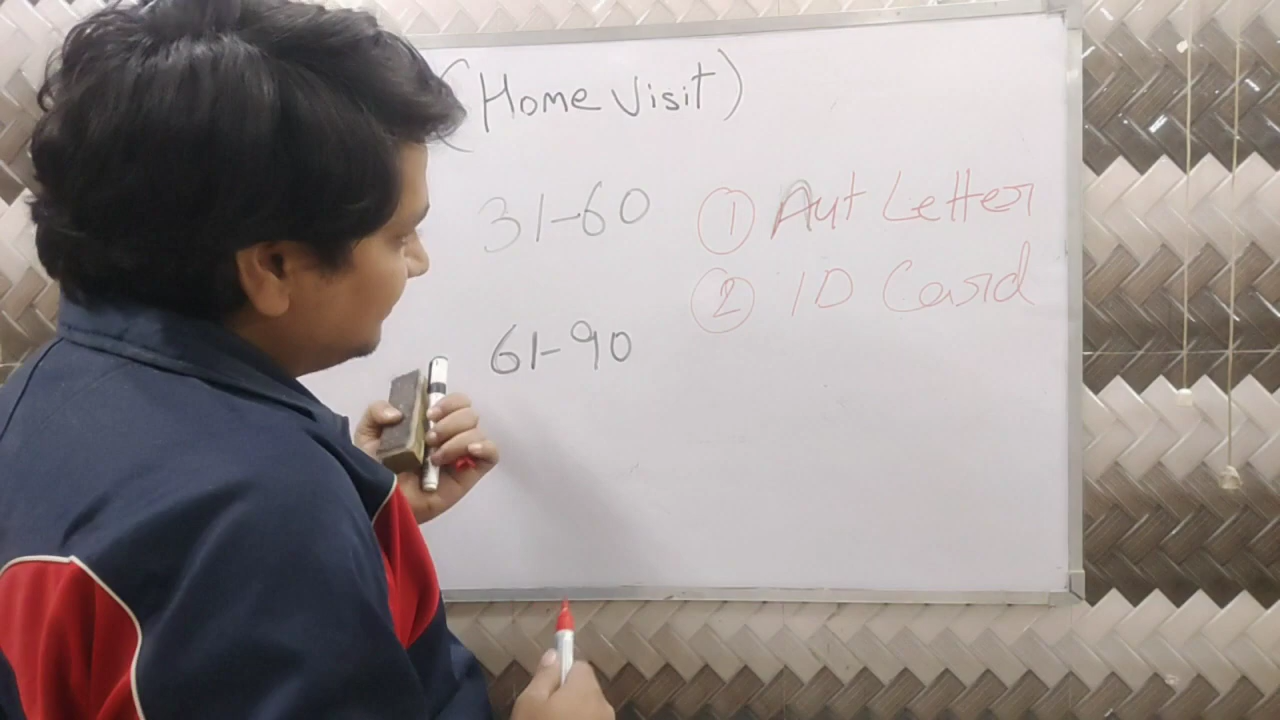 (Home Visit)
31-60
① Aut Letter
② ID Card
61-90